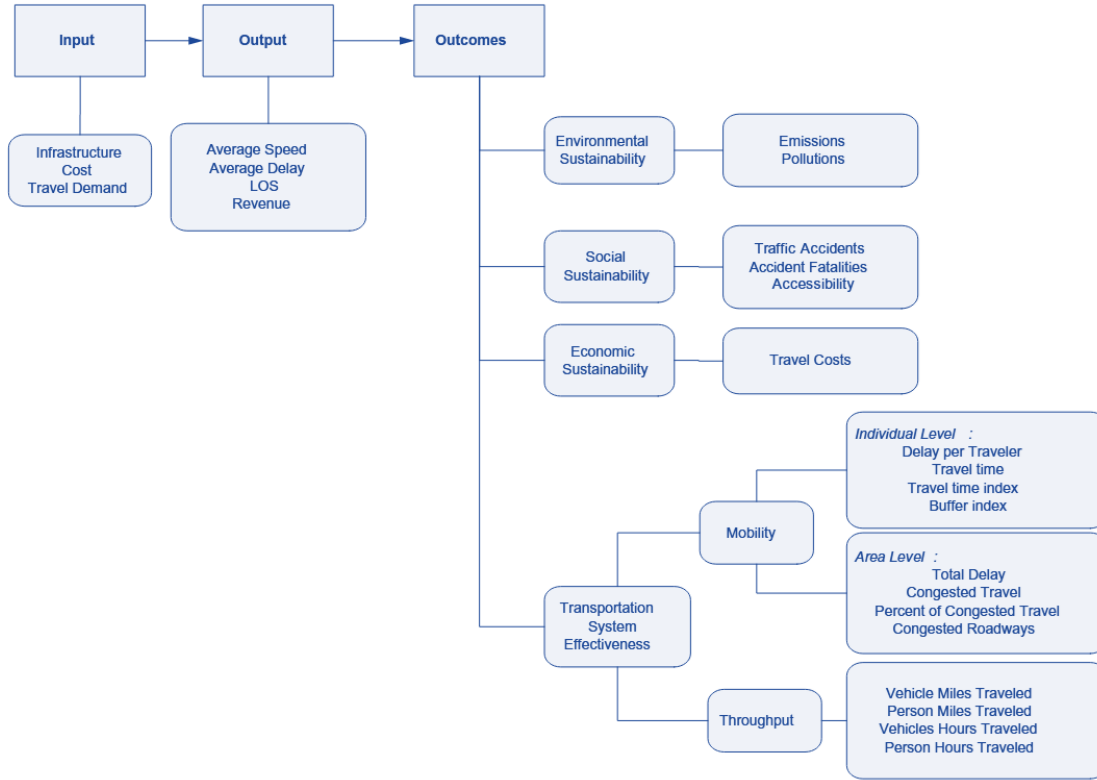 Input
Output
Outcomes
Infrastructure
Cost
Travel Demand
Average Speed
Average Delay
LOS
Revenue
Environmental
Sustainability
Emissions
Pollutions
Social
Sustainability
Traffic Accidents
Accident Fatalities
Accessibility
Economic
Sustainability
Travel Costs
Transportation
System
Effectiveness
Mobility
Individual Level :
Delay per Traveler
Travel time
Travel time index
Buffer index
Area Level :
Total Delay
Congested Travel
Percent of Congested Travel
Congested Roadways
Throughput
Vehicle Miles Traveled
Person Miles Traveled
Vehicles Hours Traveled
Person Hours Traveled